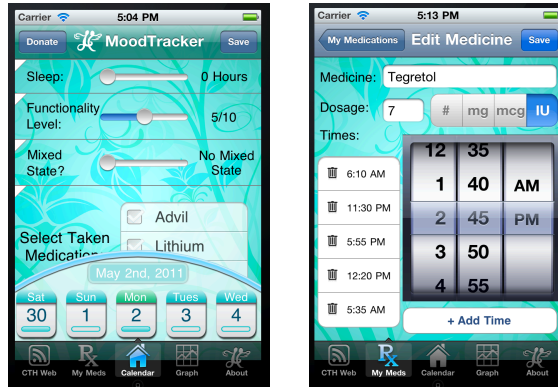 Carrier 5:04 PM
Donate MoodTracker Save
Sleep: 0 Hours
Functionality
Level: 5/10
Mixed
State? No Mixed
State
Select Taken
Medication
Advil
Lithium
May 2nd, 2011
Sat Sun Mon Tues Wed
30 1 2 3 4
CTH Web My Meds Calendar Graph About
Carrier 5:13 PM
My Medications Edit Medicine Save
Medicine: Tegretol
Dosage: 7 # mg mcg IU
Times:
6:10 AM
11:30 PM
5:55 PM
12:20 PM
5:35 AM
12 35
1 40 AM
2 45 PM
3 50
4 55
+ Add Time
CTH Web My Meds Calendar Graph About